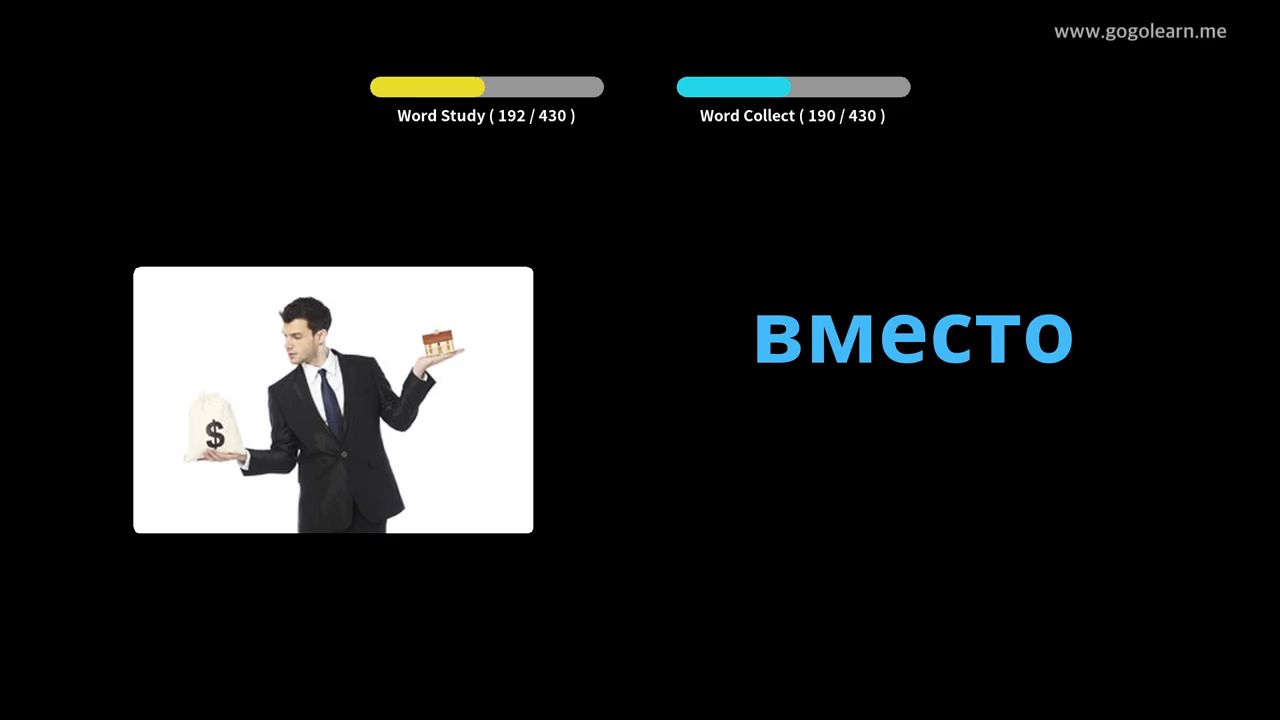 www.gogolearn.me
Word Study ( 192 / 430 )
Word Collect ( 190 / 430 )
вместо
$